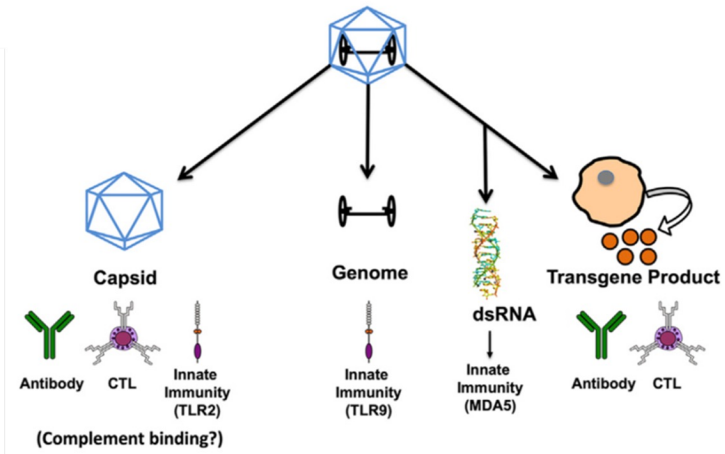 Capsid
Genome
dsRNA
Transgene Product
Antibody
CTL
Innate
Immunity
(TLR2)
(Complement binding?)
Innate
Immunity
(TLR9)
Innate
Immunity
(MDA5)
Antibody
CTL